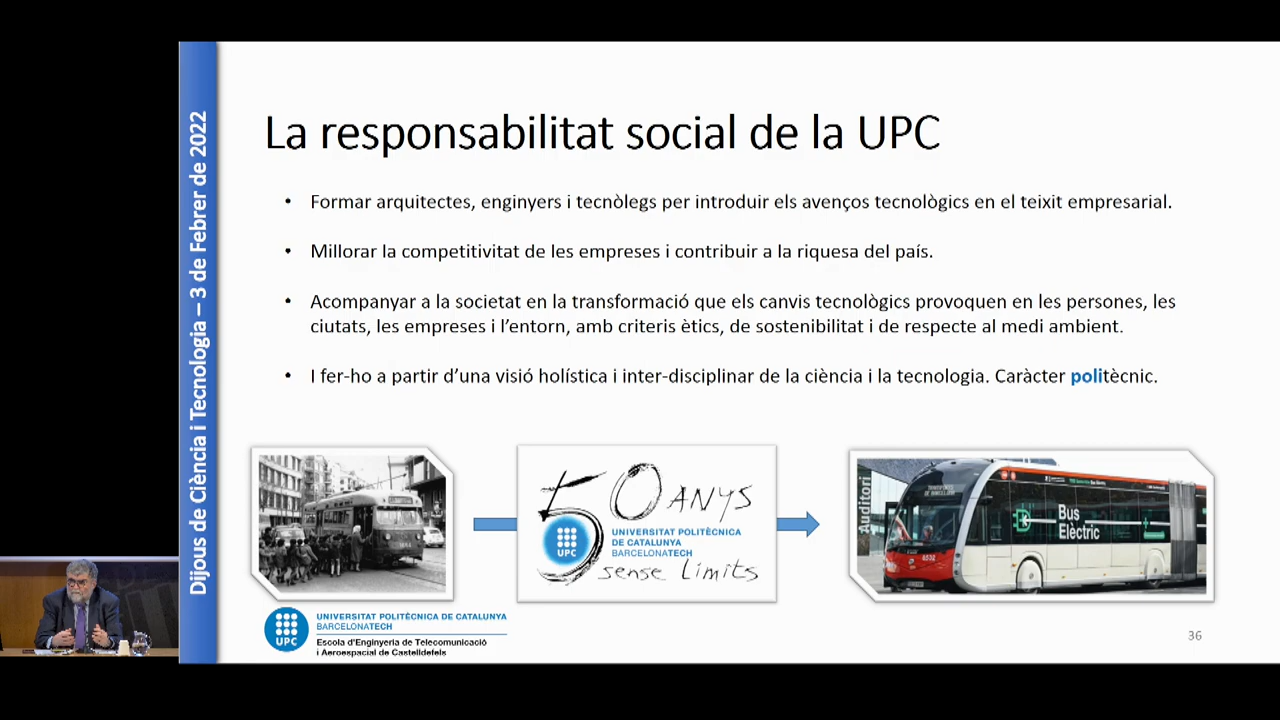 Dijous de Ciència i Tecnologia – 3 de Febrer de 2022
La responsabilitat social de la UPC
• Formar arquitectes, enginyers i tecnòlegs per introduir els avenços tecnològics en el teixit empresarial.
• Millorar la competitivitat de les empreses i contribuir a la riquesa del país.
• Acompanyar a la societat en la transformació que els canvis tecnològics provoquen en les persones, les
ciutats, les empreses i l'entorn, amb criteris ètics, de sostenibilitat i de respecte al medi ambient.
• I fer-ho a partir d'una visió holística i inter-disciplinar de la ciència i la tecnologia. Caràcter politècnic.
50 ANYS
UPC
UNIVERSITAT POLITÈCNICA
DE CATALUNYA
BARCELONATECH
sense límits
Auditori
Bus
Elèctric
UPC
UNIVERSITAT POLITÈCNICA DE CATALUNYA
BARCELONATECH
Escola d'Enginyeria de Telecomunicació
i Aeroespacial de Castelldefels
36